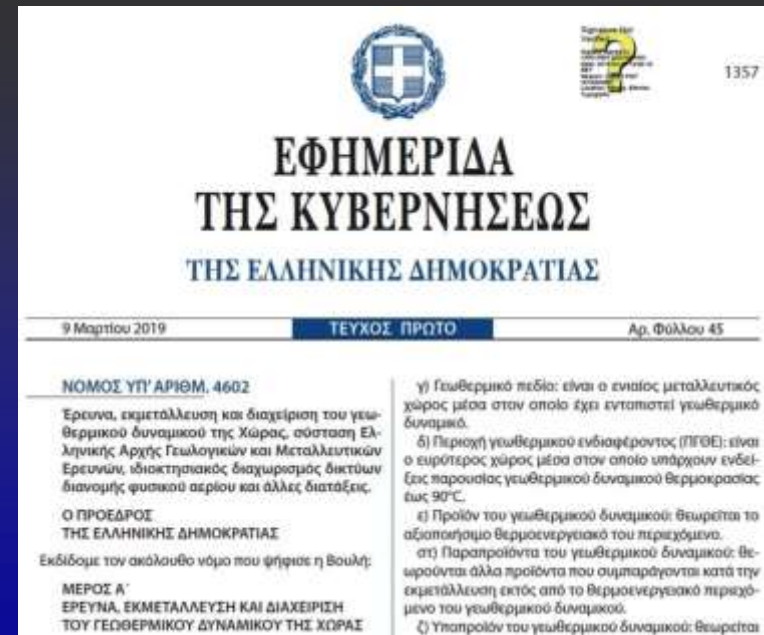 1357
ΕΦΗΜΕΡΙΔΑ
ΤΗΣ ΚΥΒΕΡΝΗΣΕΩΣ
ΤΗΣ ΕΛΛΗΝΙΚΗΣ ΔΗΜΟΚΡΑΤΙΑΣ
9 Μαρτίου 2019
ΤΕΥΧΟΣ ΠΡΩΤΟ
Αρ. Φύλλου 45
ΝΟΜΟΣ ΥΠ' ΑΡΙΘΜ. 4602
Έρευνα, εκμετάλλευση και διαχείριση του γεω-
θερμικού δυναμικού της Χώρας, σύσταση Ελ-
ληνικής Αρχής Γεωλογικών και Μεταλλευτικών
Ερευνών, ιδιοκτησιακός διαχωρισμός δικτύων
διανομής φυσικού αερίου και άλλες διατάξεις.
Ο ΠΡΟΕΔΡΟΣ
ΤΗΣ ΕΛΛΗΝΙΚΗΣ ΔΗΜΟΚΡΑΤΙΑΣ
Εκδίδομε τον ακόλουθο νόμο που ψήφισε η Βουλή:
ΜΕΡΟΣ Α΄
ΕΡΕΥΝΑ, ΕΚΜΕΤΑΛΛΕΥΣΗ ΚΑΙ ΔΙΑΧΕΙΡΙΣΗ
ΤΟΥ ΓΕΩΘΕΡΜΙΚΟΥ ΔΥΝΑΜΙΚΟΥ ΤΗΣ ΧΩΡΑΣ
γ) Γεωθερμικό πεδίο: είναι ο ενιαίος μεταλλευτικός
χώρος μέσα στον οποίο έχει εντοπιστεί γεωθερμικό
δυναμικό.
δ) Περιοχή γεωθερμικού ενδιαφέροντος (ΠΓΘΕ): είναι
ο ευρύτερος χώρος μέσα στον οποίο υπάρχουν ενδεί-
ξεις παρουσίας γεωθερμικού δυναμικού θερμοκρασίας
έως 90°C.
ε) Προϊόν του γεωθερμικού δυναμικού: θεωρείται το
αξιοποιήσιμο θερμοενεργειακό του περιεχόμενο.
στ) Παραπροϊόντα του γεωθερμικού δυναμικού: θε-
ωρούνται άλλα προϊόντα που συμπαράγονται κατά την
εκμετάλλευση εκτός από το θερμοενεργειακό περιεχό-
μενο του γεωθερμικού δυναμικού.
ζ) Υποπροϊόν του γεωθερμικού δυναμικού: θεωρείται